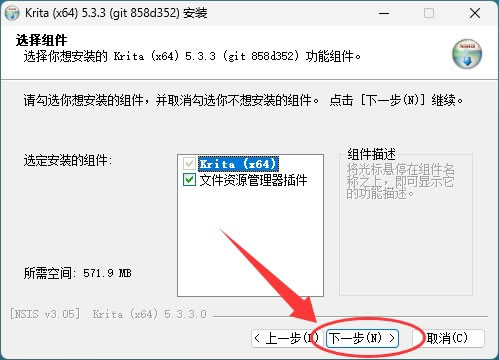 Krita (x64) 5.3.3 (git 858d352) 安装
选择组件
选择你想安装的 Krita (x64) 5.3.3 (git 858d352) 功能组件。
请勾选你想安装的组件，并取消勾选你不想安装的组件。 点击 [下一步(N)] 继续。
选定安装的组件:
Krita (x64)
文件资源管理器插件
组件描述
将光标悬停在组件名
称之上，即可显示它
的功能描述。
所需空间: 571.9 MB
[NSIS v3.05] Krita (x64) 5.3.3.0
< 上一步 下一步(N) > 取消(C)